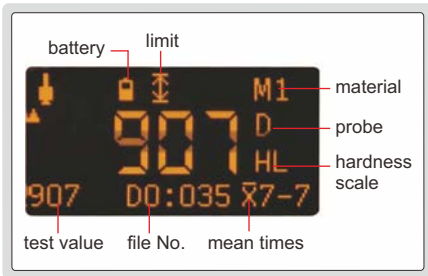 battery
limit
M1
material
907
D
probe
HL
hardness
scale
907
D0:035
X̄7-7
test value
file No.
mean times